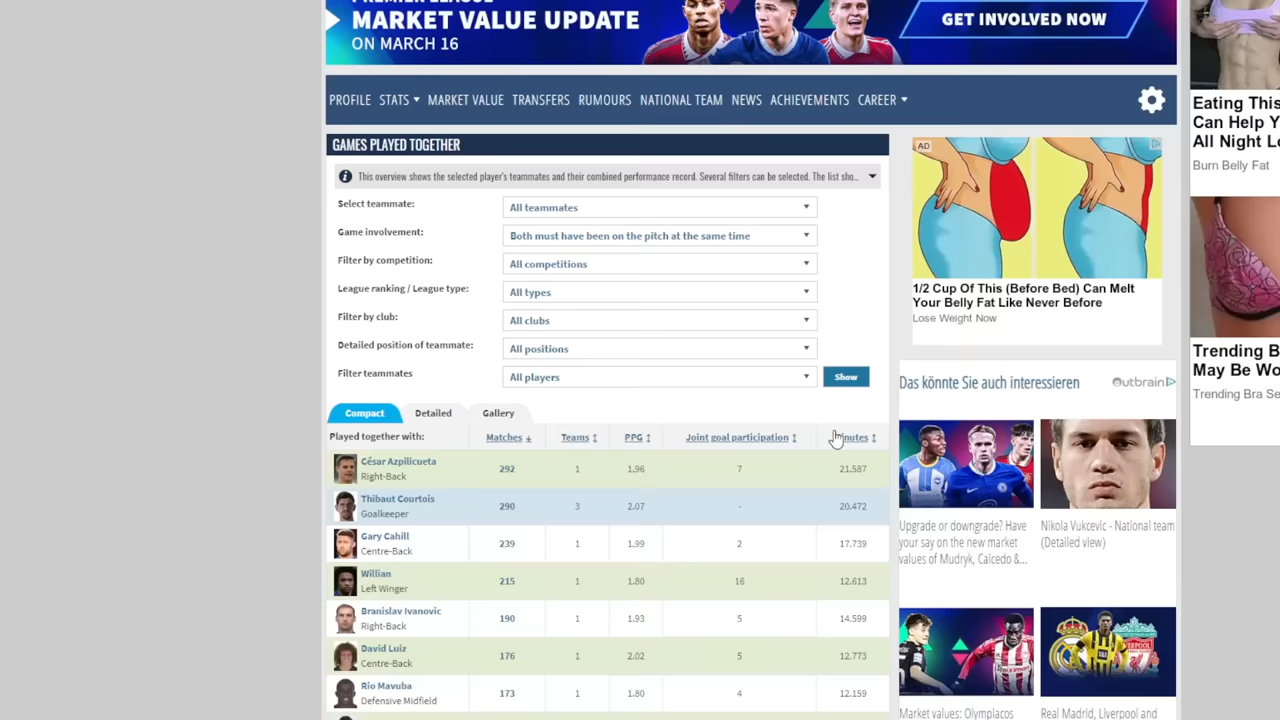 MARKET VALUE UPDATE
ON MARCH 16
GET INVOLVED NOW
PROFILE STATS MARKET VALUE TRANSFERS RUMOURS NATIONAL TEAM NEWS ACHIEVEMENTS CAREER
GAMES PLAYED TOGETHER
This overview shows the selected player's teammates and their combined performance record. Several filters can be selected. The list sho...
Select teammate: All teammates
Game involvement: Both must have been on the pitch at the same time
Filter by competition: All competitions
League ranking / League type: All types
Filter by club: All clubs
Detailed position of teammate: All positions
Filter teammates All players Show
Compact Detailed Gallery
Played together with: Matches Teams PPG Joint goal participation
César Azpilicueta
Right-Back
292 1 1.96 7 21.587
Thibaut Courtois
Goalkeeper
290 3 2.07 - 20.472
Gary Cahill
Centre-Back
239 1 1.99 2 17.739
Willian
Left Winger
215 1 1.80 16 12.613
Branislav Ivanovic
Right-Back
190 1 1.93 5 14.599
David Luiz
Centre-Back
176 1 2.02 5 12.773
Rio Mavuba
Defensive Midfield
173 1 1.80 4 12.159
AD
1/2 Cup Of This (Before Bed) Can Melt
Your Belly Fat Like Never Before
Lose Weight Now
Das könnte Sie auch interessieren
Outbrain
Upgrade or downgrade? Have
your say on the new market
values of Mudryk, Caicedo &...
Nikola Vukcevic - National team
(Detailed view)
Market values: Olympiacos
Real Madrid, Liverpool and
Eating This
Can Help Y
All Night L
Burn Belly Fat
Trending B
May Be Wo
Trending Bra Se